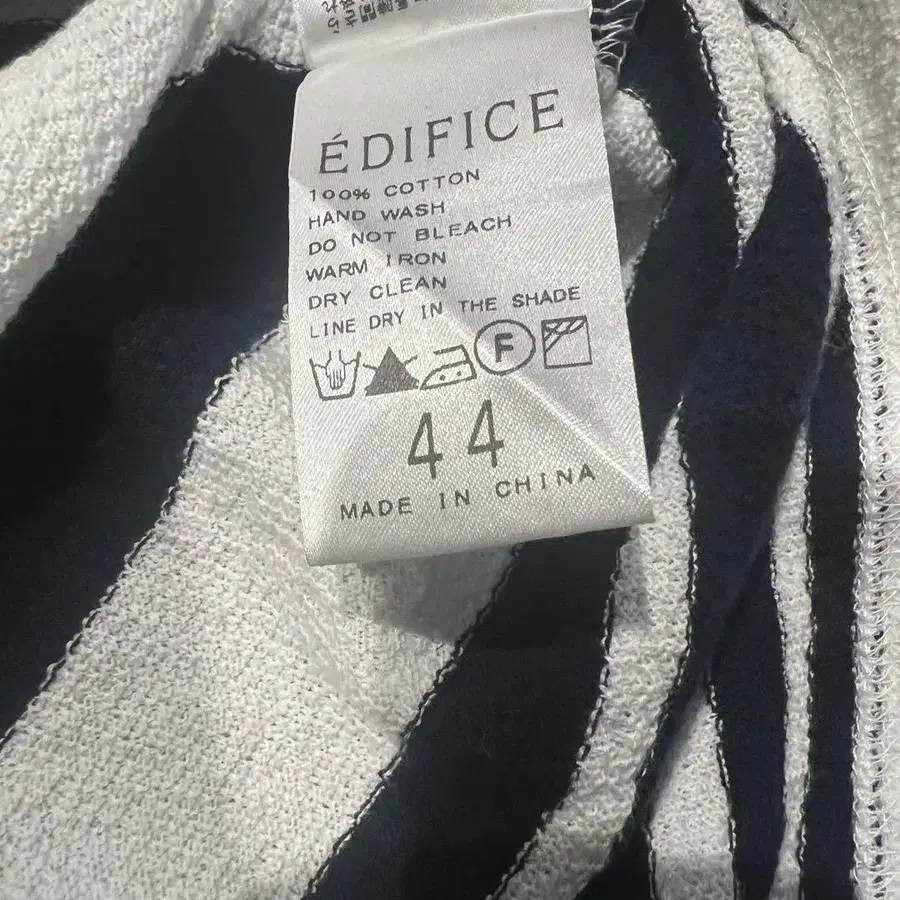 ÉDIFICE
100% COTTON
HAND WASH
DO NOT BLEACH
WARM IRON
DRY CLEAN
LINE DRY IN THE SHADE
F
44
MADE IN CHINA